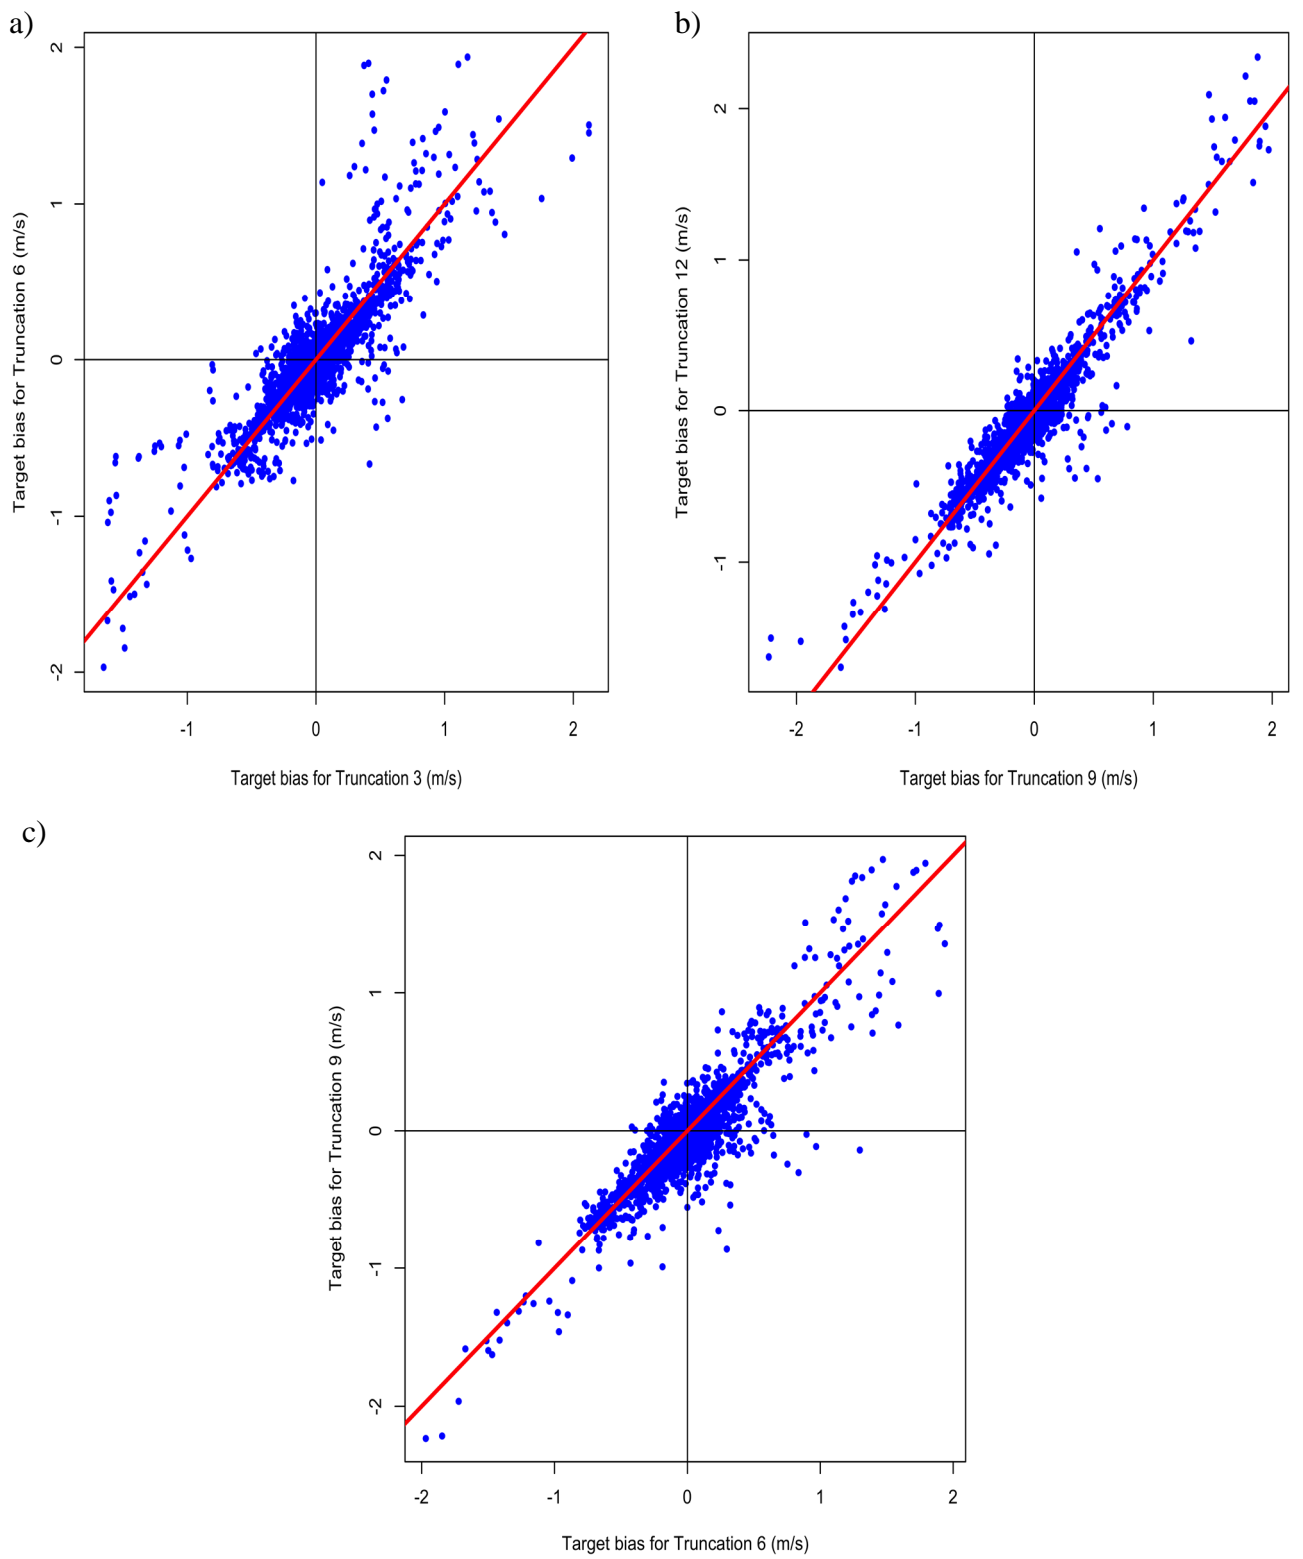 a)
Target bias for Truncation 6 (m/s)
2
1
0
-1
-2
-1 0 1 2
Target bias for Truncation 3 (m/s)
b)
Target bias for Truncation 12 (m/s)
2
1
0
-1
-2 -1 0 1 2
Target bias for Truncation 9 (m/s)
c)
Target bias for Truncation 9 (m/s)
2
1
0
-1
-2
-2 -1 0 1 2
Target bias for Truncation 6 (m/s)